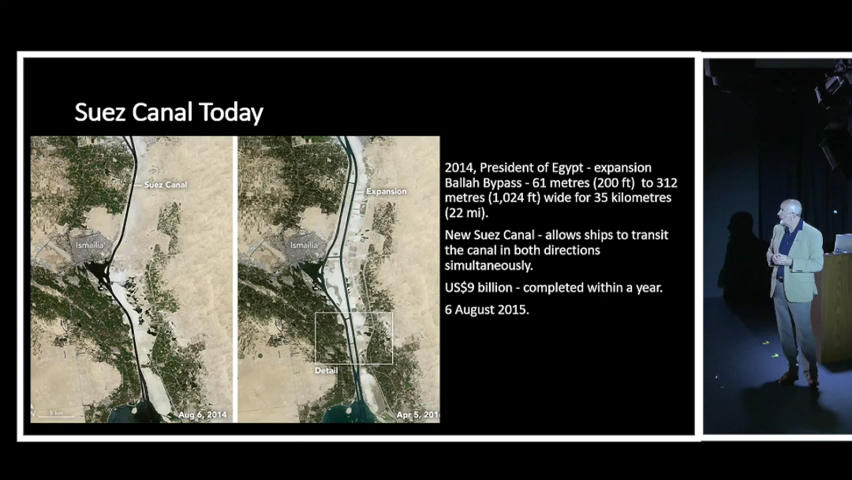 Suez Canal Today
Suez Canal
Ismailia
Aug 6, 2014
Expansion
Ismailia
Detail
Apr 5, 201
2014, President of Egypt - expansion
Ballah Bypass - 61 metres (200 ft)  to 312
metres (1,024 ft) wide for 35 kilometres
(22 mi).
New Suez Canal - allows ships to transit
the canal in both directions
simultaneously.
US$9 billion - completed within a year.
6 August 2015.